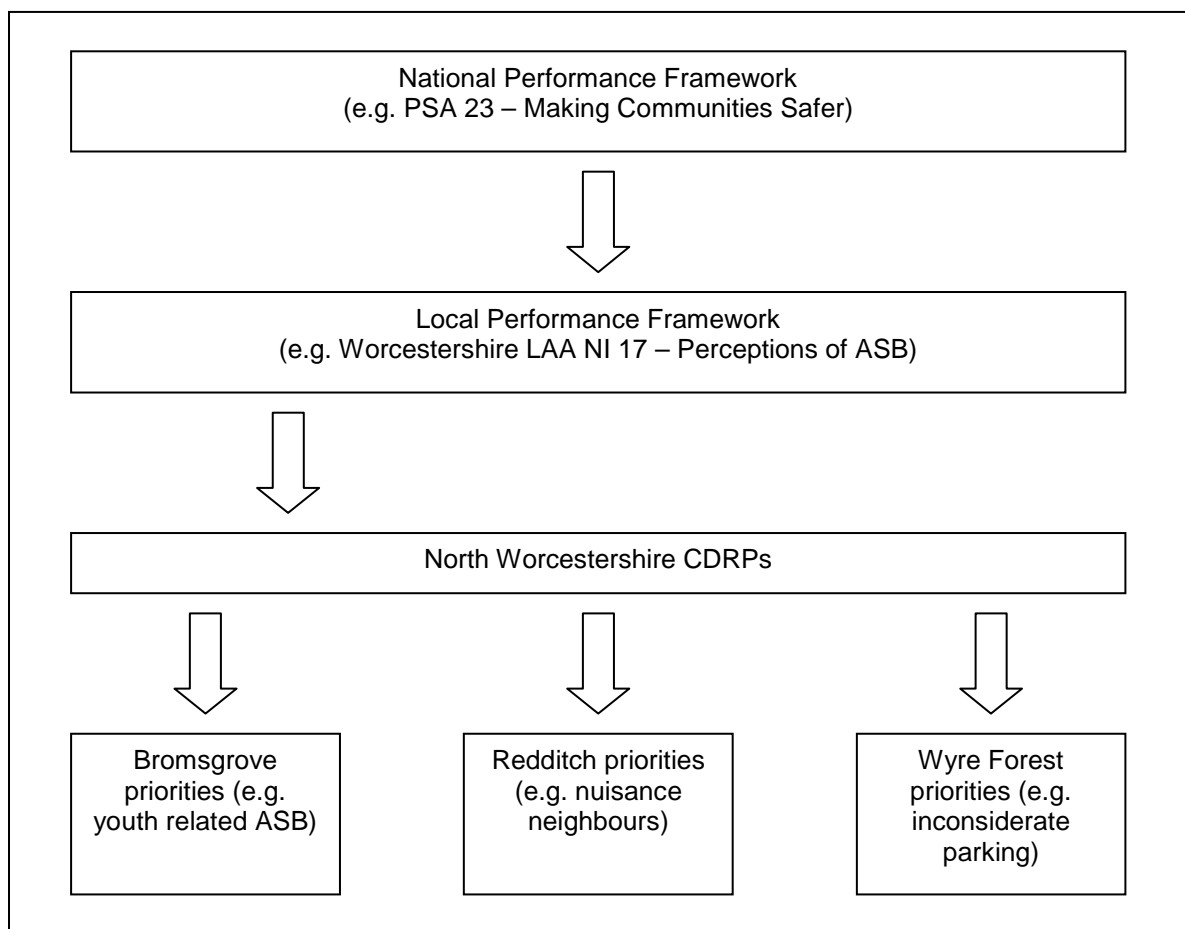 National Performance Framework
(e.g. PSA 23 – Making Communities Safer)
Local Performance Framework
(e.g. Worcestershire LAA NI 17 – Perceptions of ASB)
North Worcestershire CDRPs
Bromsgrove
priorities (e.g.
youth related ASB)
Redditch priorities
(e.g. nuisance
neighbours)
Wyre Forest
priorities (e.g.
inconsiderate
parking)